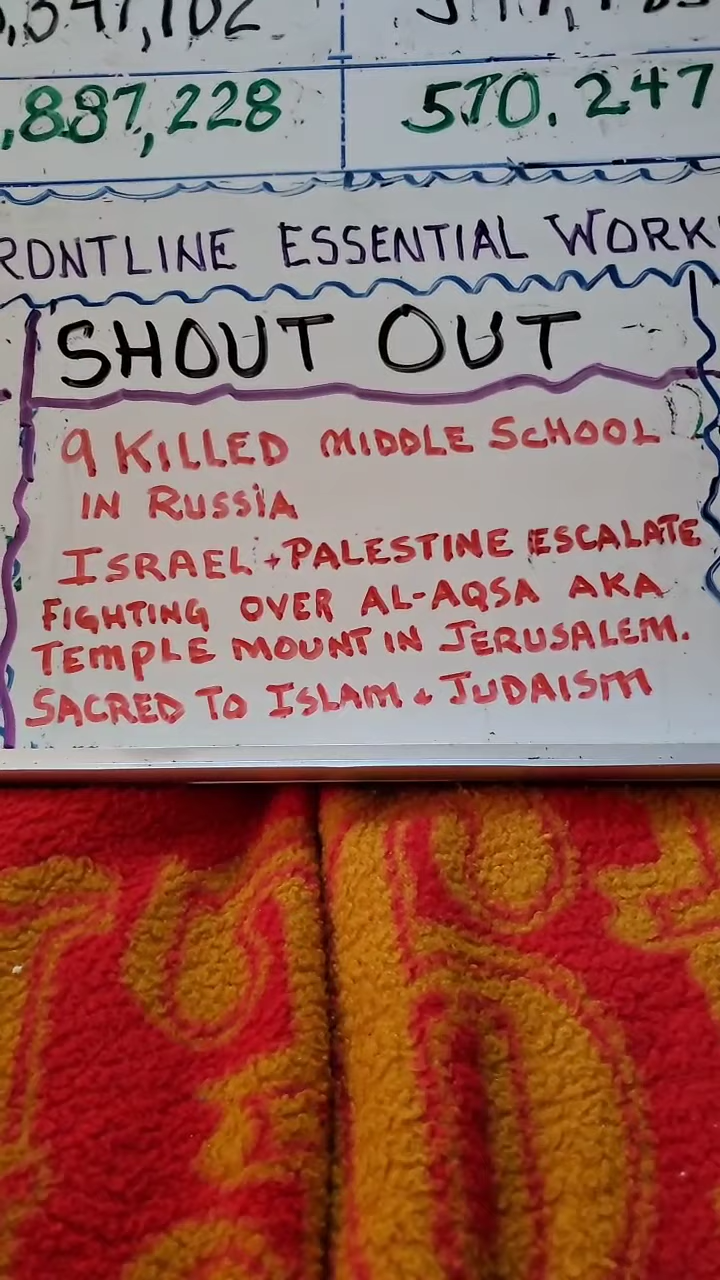 ,887,228 570.247
RONTLINE ESSENTIAL WORK
SHOUT OUT
9 KILLED MIDDLE SCHOOL
IN RUSSIA
ISRAEL + PALESTINE ESCALATE
FIGHTING OVER AL-AQSA AKA
TEMPLE MOUNT IN JERUSALEM.
SACRED TO ISLAM & JUDAISM